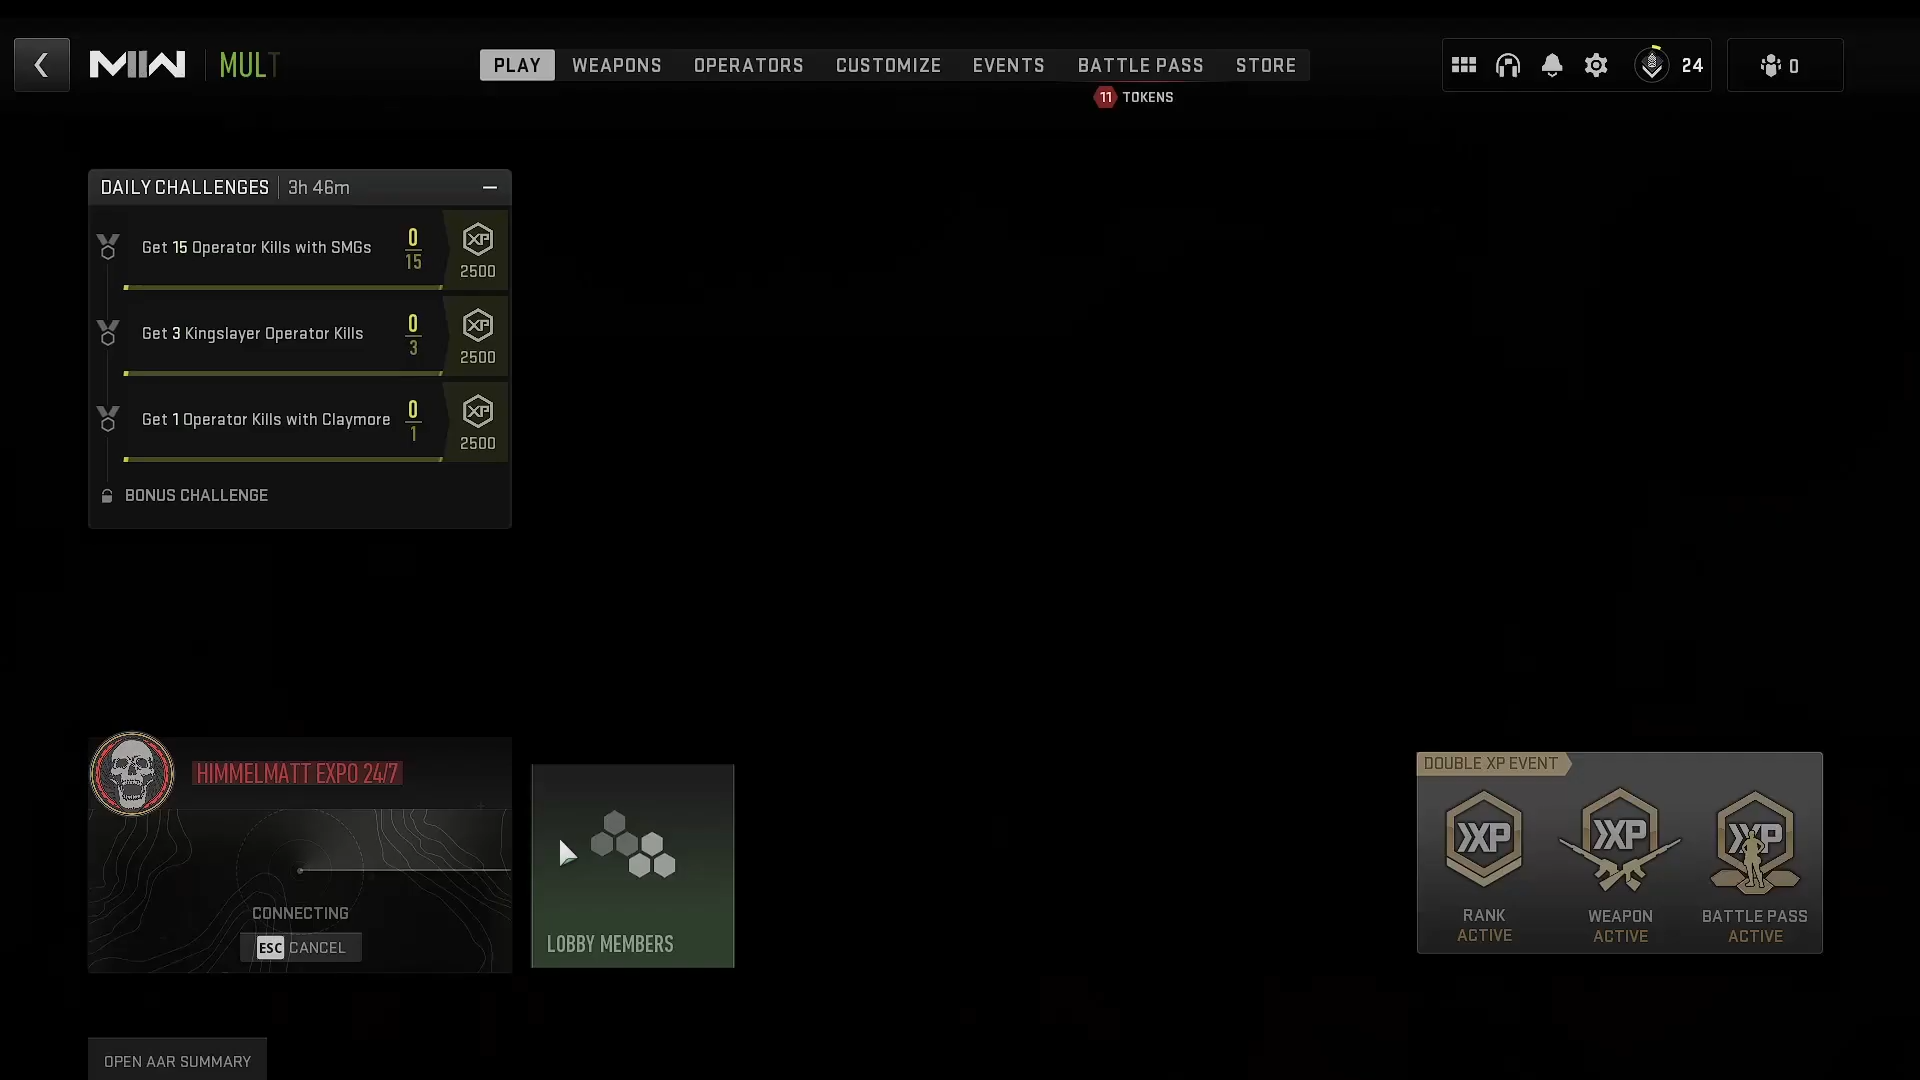 MWII MULT
PLAY WEAPONS OPERATORS CUSTOMIZE EVENTS BATTLE PASS STORE
24 0
11 TOKENS
DAILY CHALLENGES 3h 46m
Get 15 Operator Kills with SMGs 0 15 XP 2500
Get 3 Kingslayer Operator Kills 0 3 XP 2500
Get 1 Operator Kills with Claymore 0 1 XP 2500
BONUS CHALLENGE
HIMMELMATT EXPO 24/7
CONNECTING
ESC CANCEL
LOBBY MEMBERS
DOUBLE XP EVENT
XP XP XP
RANK WEAPON BATTLE PASS
ACTIVE ACTIVE ACTIVE
OPEN AAR SUMMARY